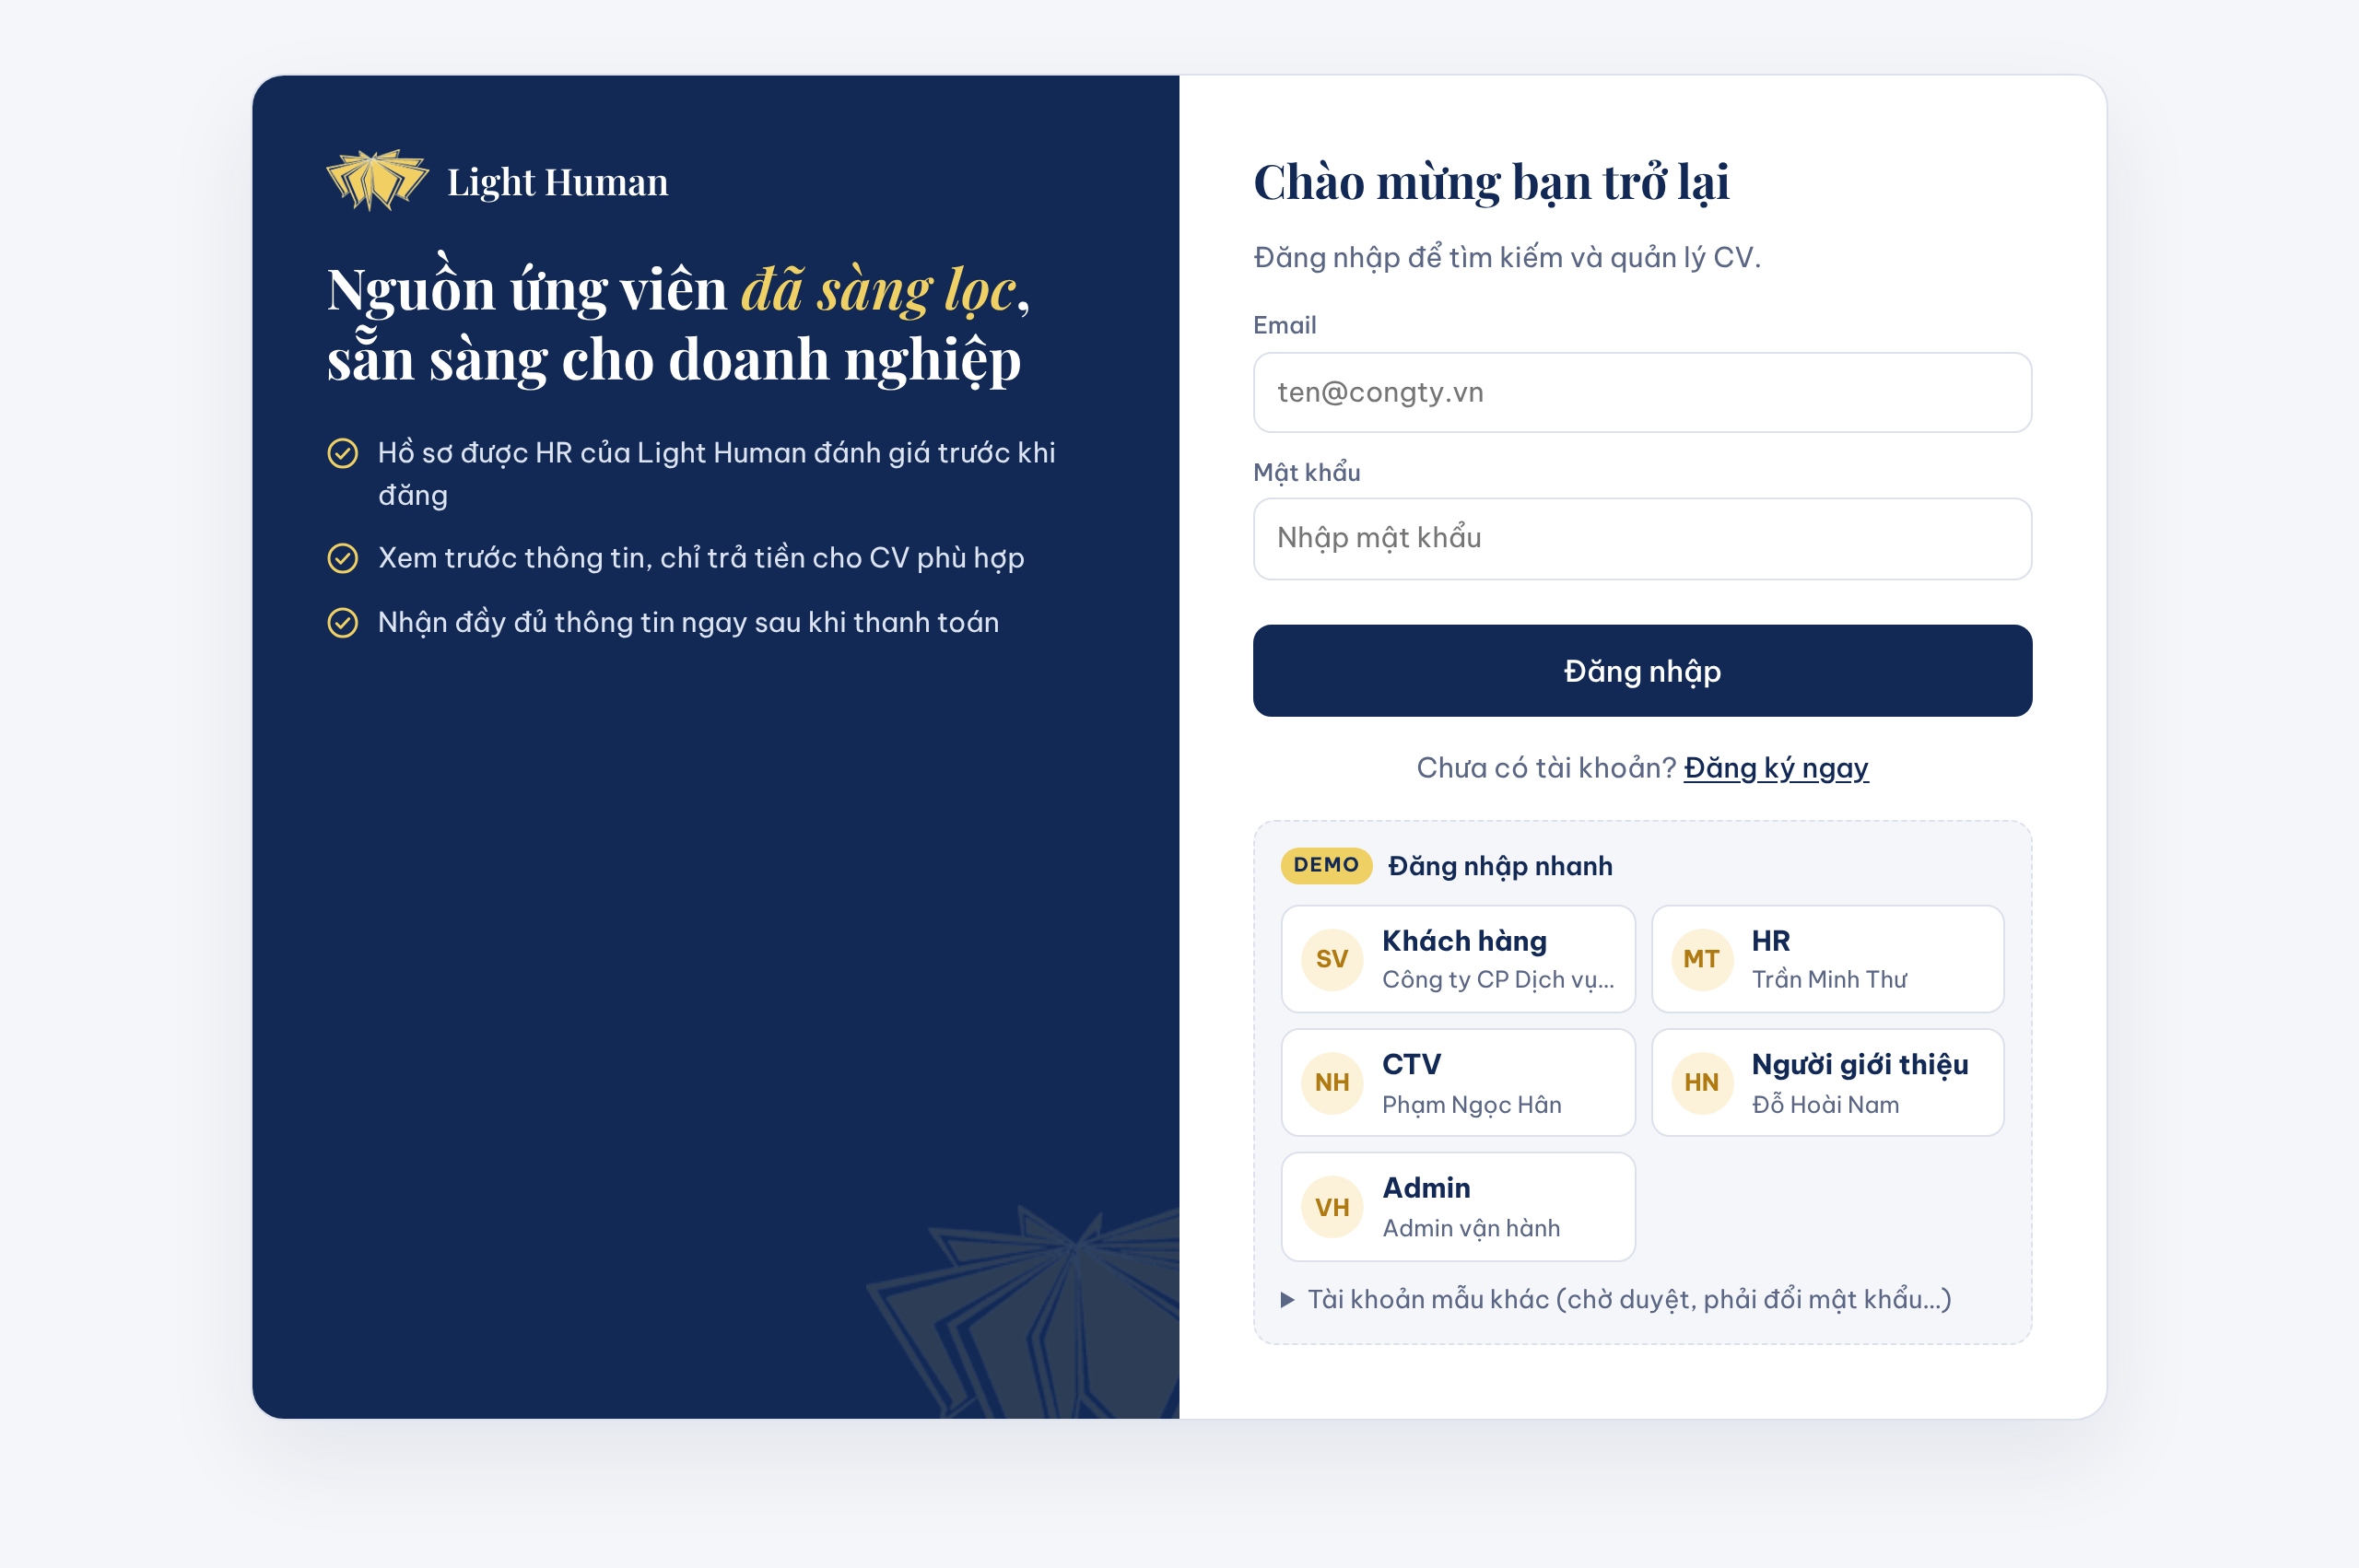 Light Human
Nguồn ứng viên đã sàng lọc,
sẵn sàng cho doanh nghiệp
Hồ sơ được HR của Light Human đánh giá trước khi
đăng
Xem trước thông tin, chỉ trả tiền cho CV phù hợp
Nhận đầy đủ thông tin ngay sau khi thanh toán
Chào mừng bạn trở lại
Đăng nhập để tìm kiếm và quản lý CV.
Email
ten@congty.vn
Mật khẩu
Nhập mật khẩu
Đăng nhập
Chưa có tài khoản? Đăng ký ngay
DEMO Đăng nhập nhanh
SV
Khách hàng
Công ty CP Dịch vụ...
MT
HR
Trần Minh Thư
NH
CTV
Phạm Ngọc Hân
HN
Người giới thiệu
Đỗ Hoài Nam
VH
Admin
Admin vận hành
Tài khoản mẫu khác (chờ duyệt, phải đổi mật khẩu...)